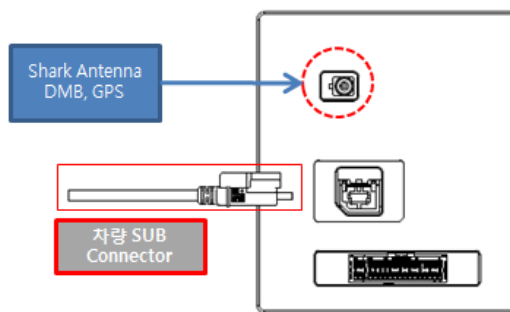 Shark Antenna
DMB, GPS
차량 SUB
Connector